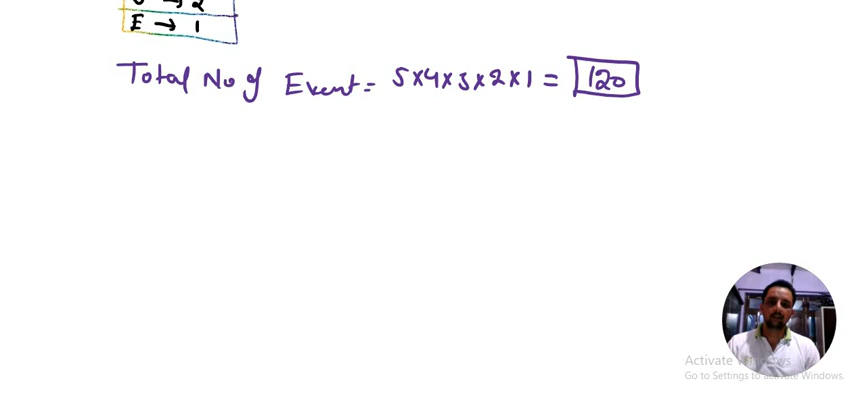 → 2
E → 1
Total No of Event = 5 x 4 x 3 x 2 x 1 = 120
Activate Windows
Go to Settings to activate Windows.